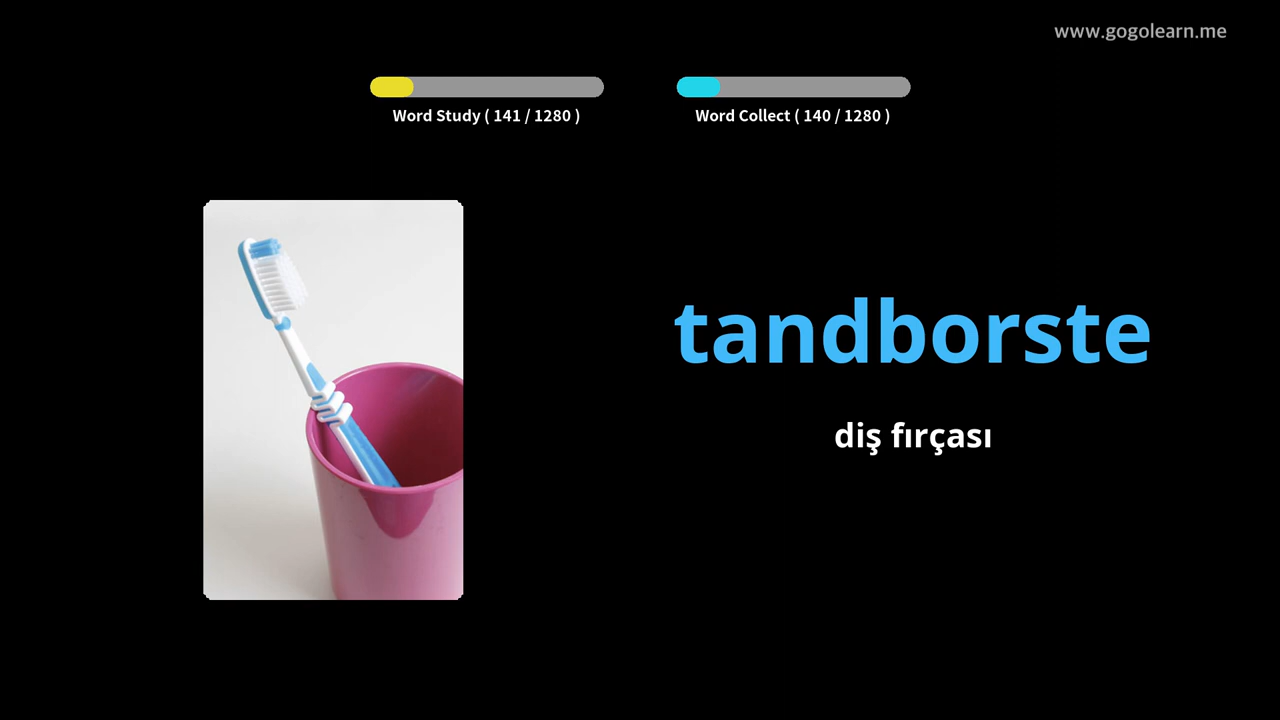 www.gogolearn.me
Word Study ( 141 / 1280 )
Word Collect ( 140 / 1280 )
tandborste
diş fırçası